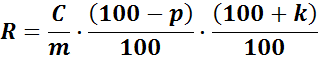 R = C/m · (100 − p)/100 · (100 + k)/100